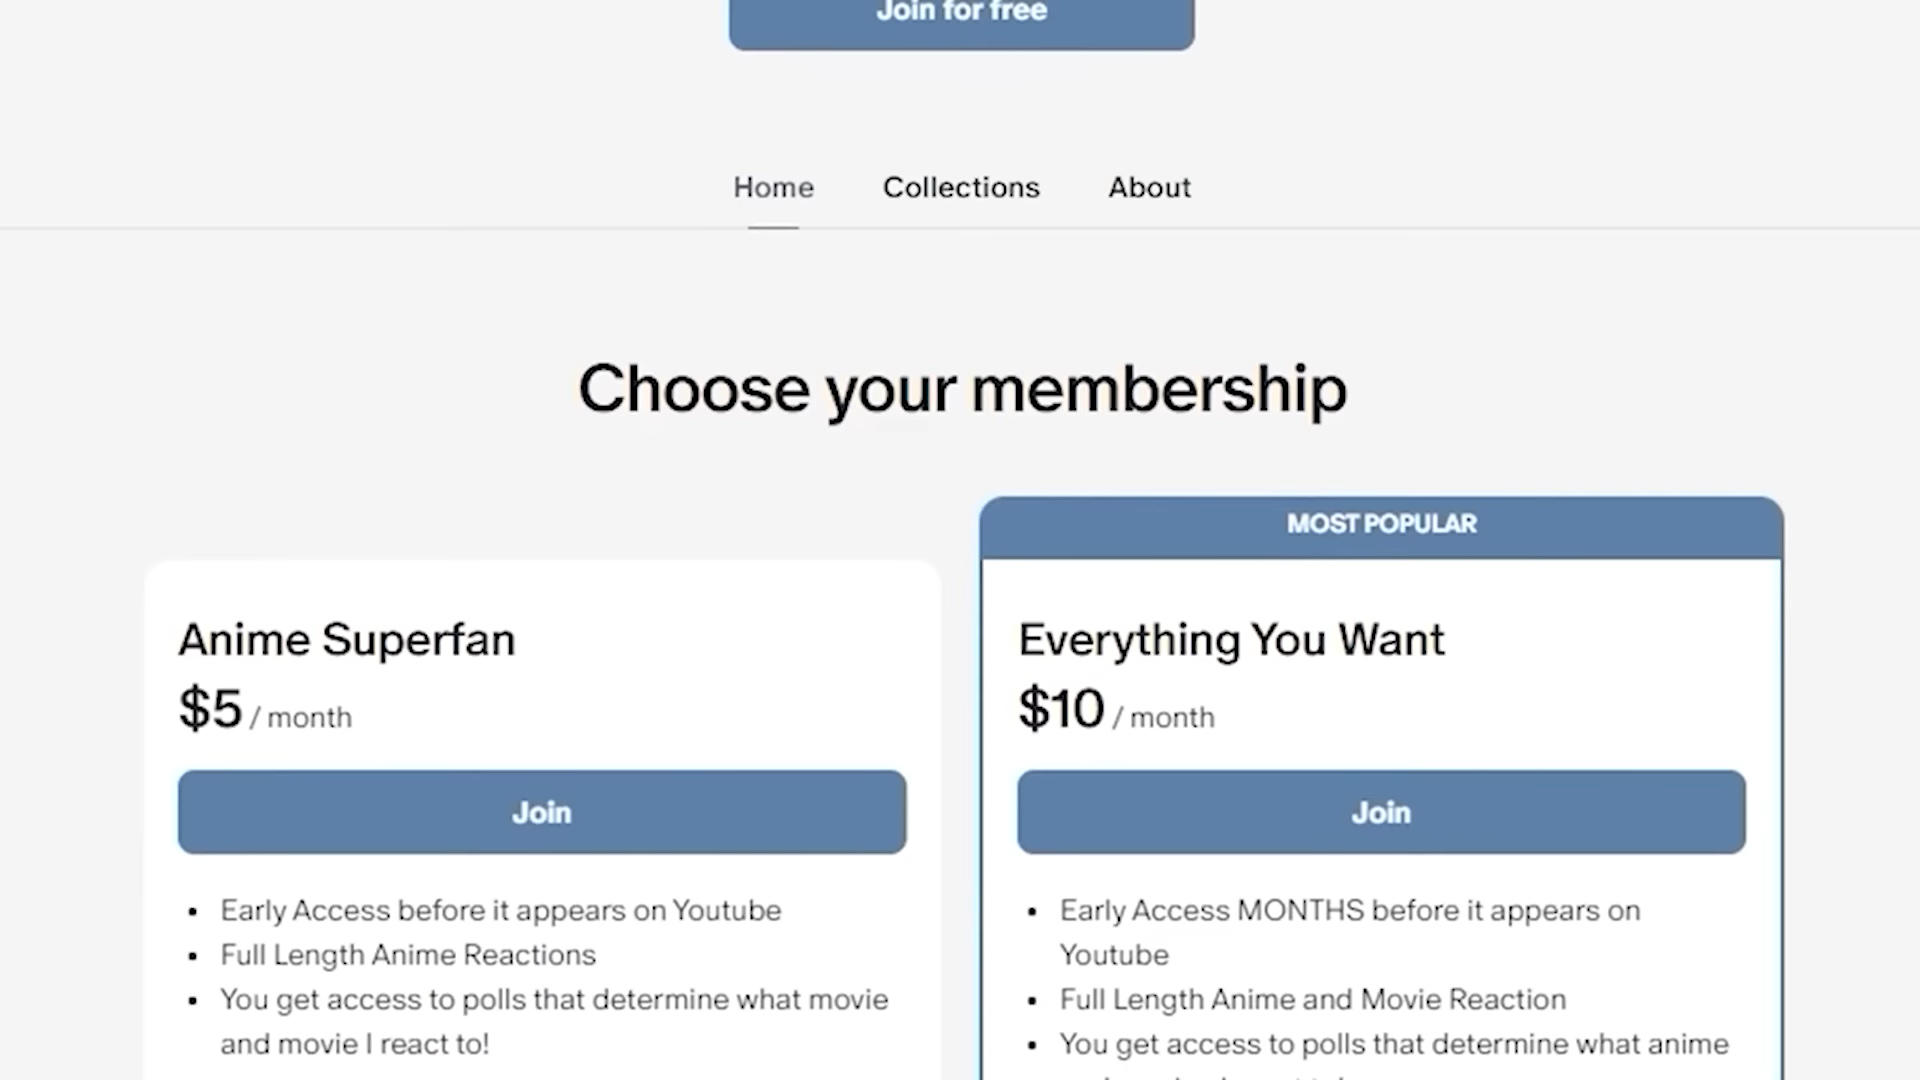 Join for free
Home Collections About
Choose your membership
MOST POPULAR
Anime Superfan
$5 / month
Join
Early Access before it appears on Youtube
Full Length Anime Reactions
You get access to polls that determine what movie
and movie I react to!
Everything You Want
$10 / month
Join
Early Access MONTHS before it appears on
Youtube
Full Length Anime and Movie Reaction
You get access to polls that determine what anime